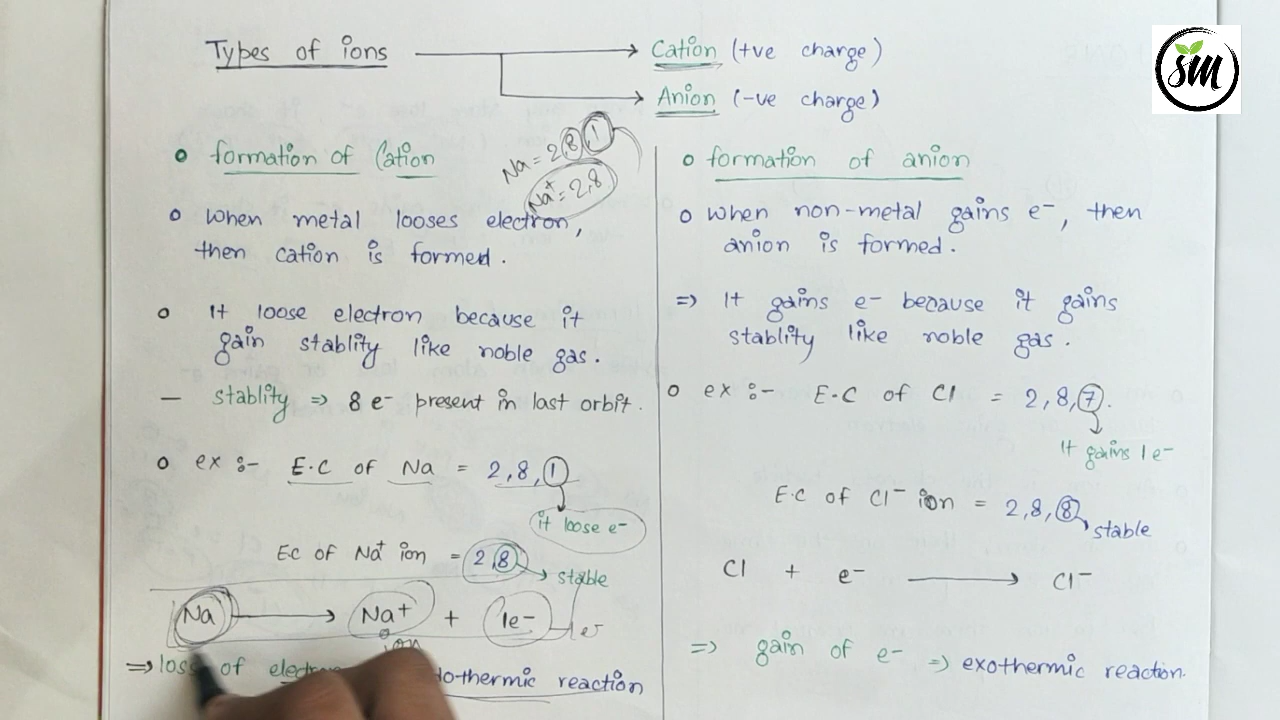 Types of ions
Cation (+ve charge)
Anion (-ve charge)
sm
formation of Cation
Na = 2,8,1
Na+ = 2,8
when metal looses electron,
then cation is formed.
It loose electron because it
gain stablity like noble gas.
— stablity ⇒ 8 e- present in last orbit.
ex :- E.C of Na = 2,8,1
it loose e-
Ec of Na+ ion = 2,8
stable
Na → Na+ + 1e-
ion
1e-
⇒ loss of
dothermic reaction
formation of anion
when non-metal gains e-, then
anion is formed.
⇒ It gains e- because it gains
stablity like noble gas.
ex :- E.C of Cl = 2,8,7.
It gains 1e-
E.C of Cl- ion = 2,8,8
stable
Cl + e- → Cl-
⇒ gain of e- ⇒ exothermic reaction.